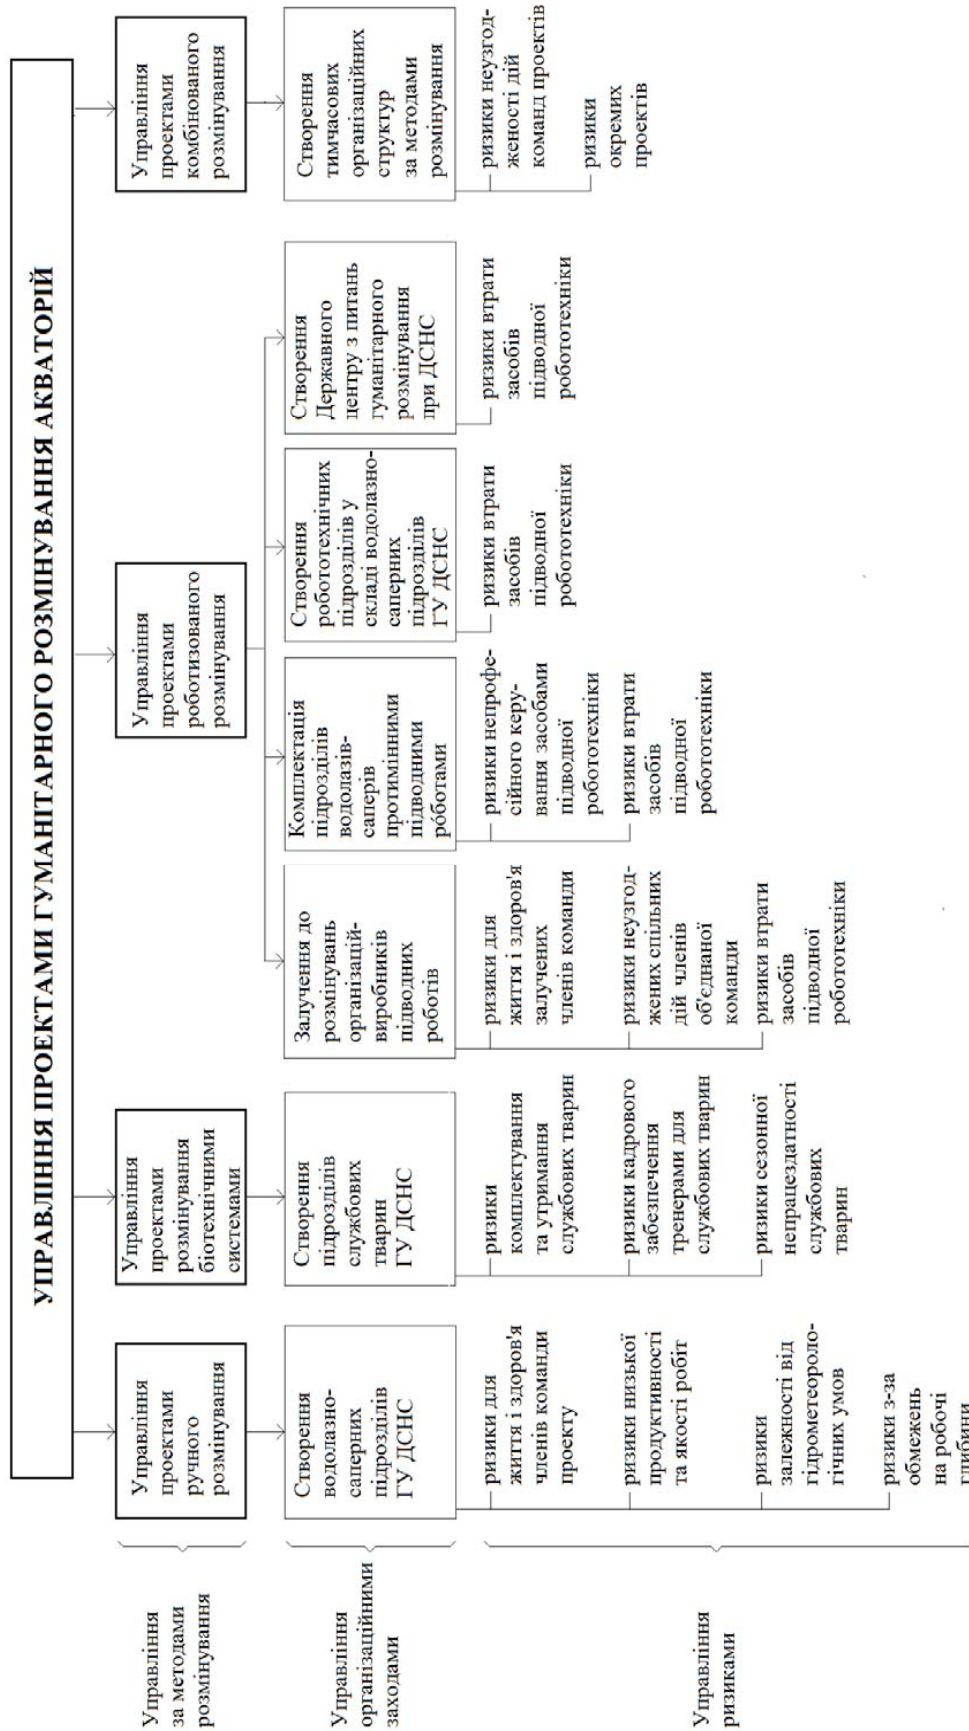 УПРАВЛІННЯ ПРОЕКТАМИ ГУМАНІТАРНОГО РОЗМІНУВАННЯ АКВАТОРІЙ
Управління
за методами
розмінування
Управління
проектами
ручного
розмінування
Управління
проектами
розмінування
біотехнічними
системами
Управління
проектами
роботизованого
розмінування
Управління
проектами
комбінованого
розмінування
Управління
організаційними
заходами
Створення
водолазно-
саперних
підрозділів
ГУ ДСНС
Створення
підрозділів
службових
тварин
ГУ ДСНС
Залучення до
розмінувань
організацій-
виробників
підводних
роботів
Комплектація
підрозділів
водолазів-
саперів
протимінними
підводними
роботами
Створення
робототехнічних
підрозділів у
складі водолазно-
саперних
підрозділів
ГУ ДСНС
Створення
Державного
центру з питань
гуманітарного
розмінування
при ДСНС
Створення
тимчасових
організаційних
структур
за методами
розмінування
Управління
ризиками
ризики для
життя і здоров'я
членів команди
проекту
ризики низької
продуктивності
та якості робіт
ризики
залежності від
гідрометеороло-
гічних умов
ризики з-за
обмежень
на робочі
глибини
ризики
комплектування
та утримання
службових тварин
ризики кадрового
забезпечення
тренерами для
службових тварин
ризики сезонної
непрацездатності
службових
тварин
ризики для
життя і здоров'я
залучених
членів команди
ризики неузгод-
жених спільних
дій членів
об'єднаної
команди
ризики втрати
засобів
підводної
робототехніки
ризики непрофе-
сійного керу-
вання засобами
підводної
робототехніки
ризики втрати
засобів
підводної
робототехніки
ризики втрати
засобів
підводної
робототехніки
ризики втрати
засобів
підводної
робототехніки
ризики неузгод-
женості дій
команд проектів
ризики
окремих
проектів